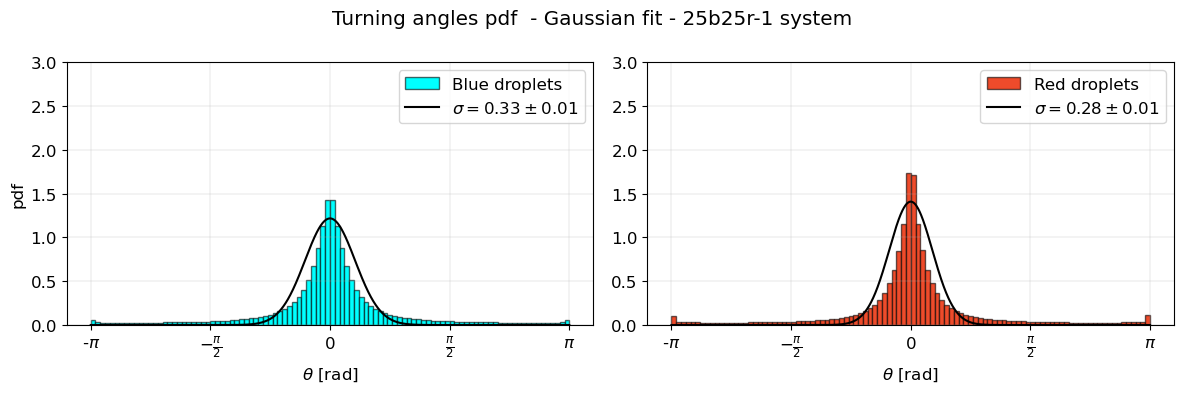 Turning angles pdf  - Gaussian fit - 25b25r-1 system
3.0
2.5
2.0
1.5
1.0
0.5
0.0
pdf
-π
−π/2
0
π/2
π
θ [rad]
Blue droplets
σ = 0.33 ± 0.01
3.0
2.5
2.0
1.5
1.0
0.5
0.0
-π
−π/2
0
π/2
π
θ [rad]
Red droplets
σ = 0.28 ± 0.01